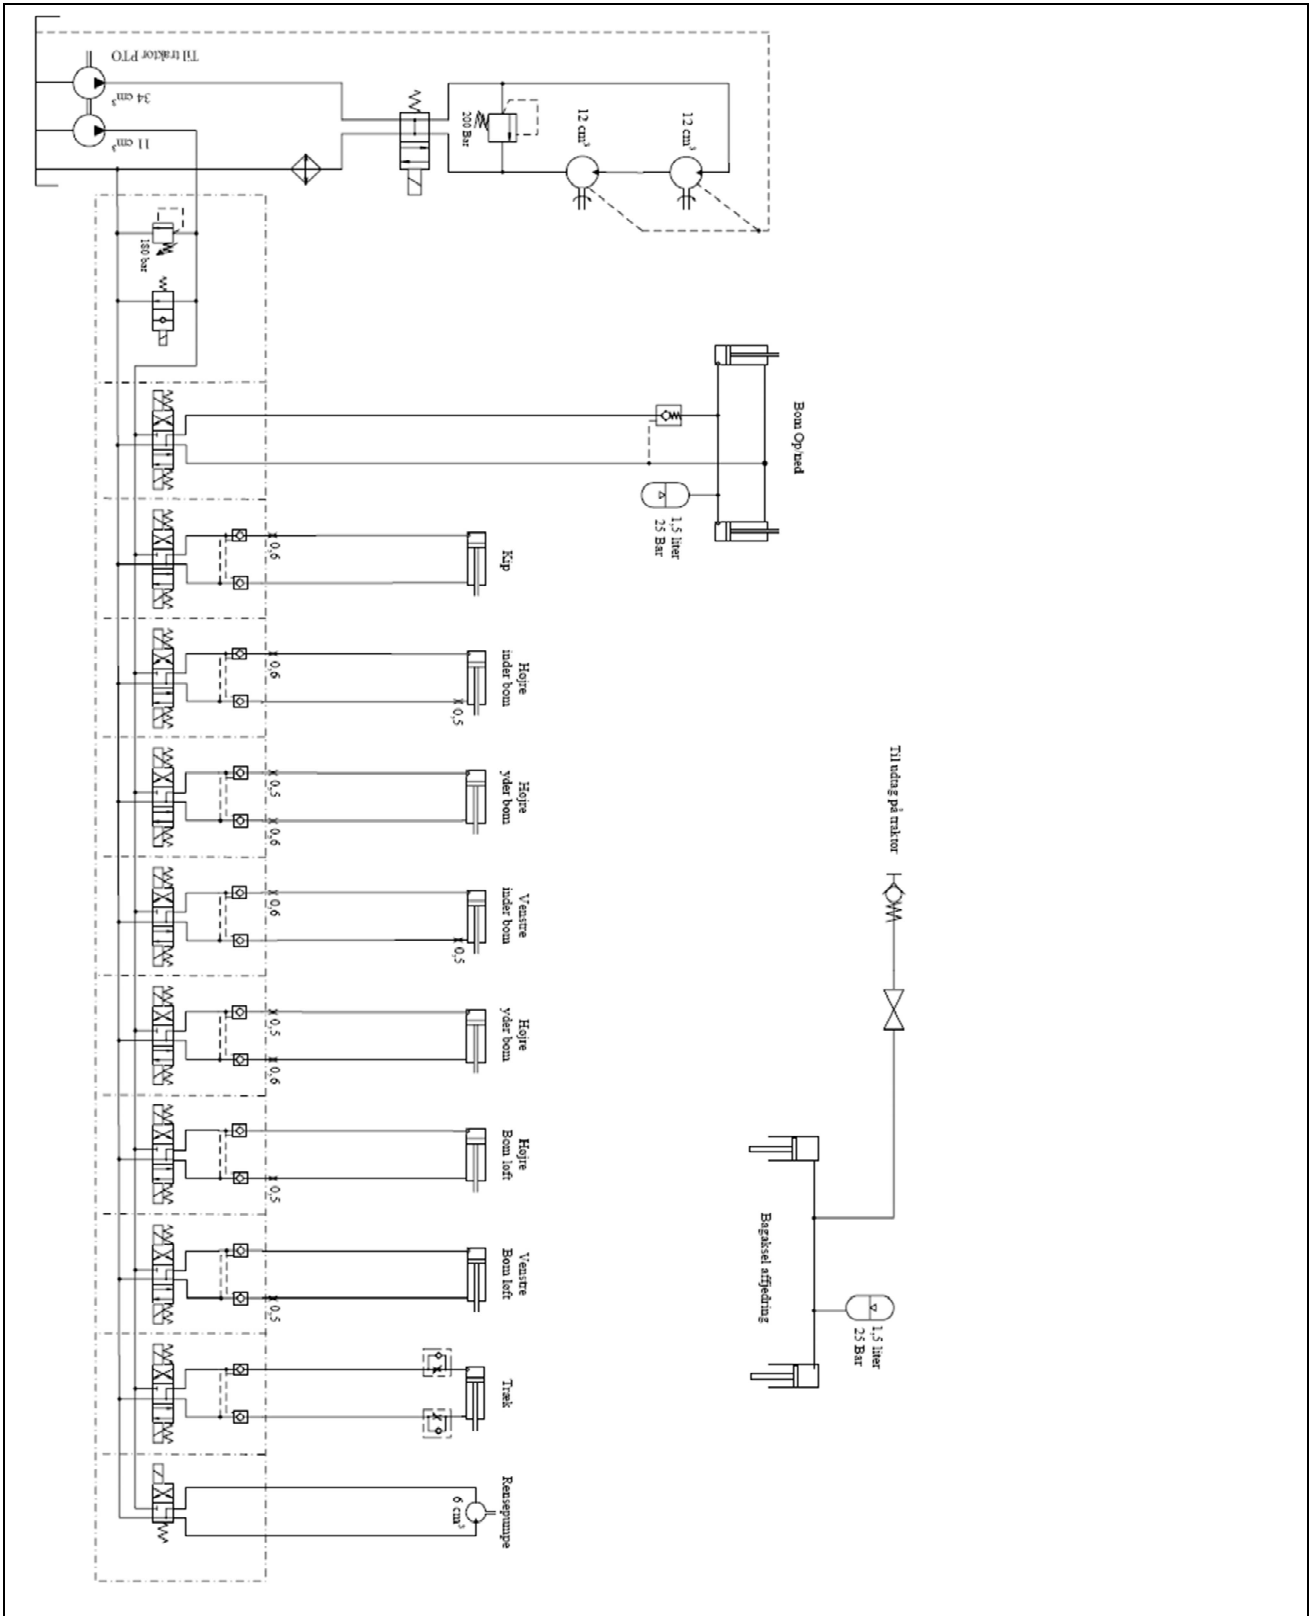 Til traktor PTO
34 cm³
11 cm³
200 Bar
12 cm³
12 cm³
180 bar
Bom Op/ned
1,5 liter
25 Bar
0,6
Kip
0,6
0,5
Højre
inder bom
0,5
0,6
Højre
yder bom
0,6
0,5
Venstre
inder bom
0,5
0,6
Højre
yder bom
0,5
Højre
Bom løft
0,5
Venstre
Bom løft
Træk
6 cm³
Rensepumpe
Til udtag på traktor
Bagaksel affjedring
1,5 liter
25 Bar